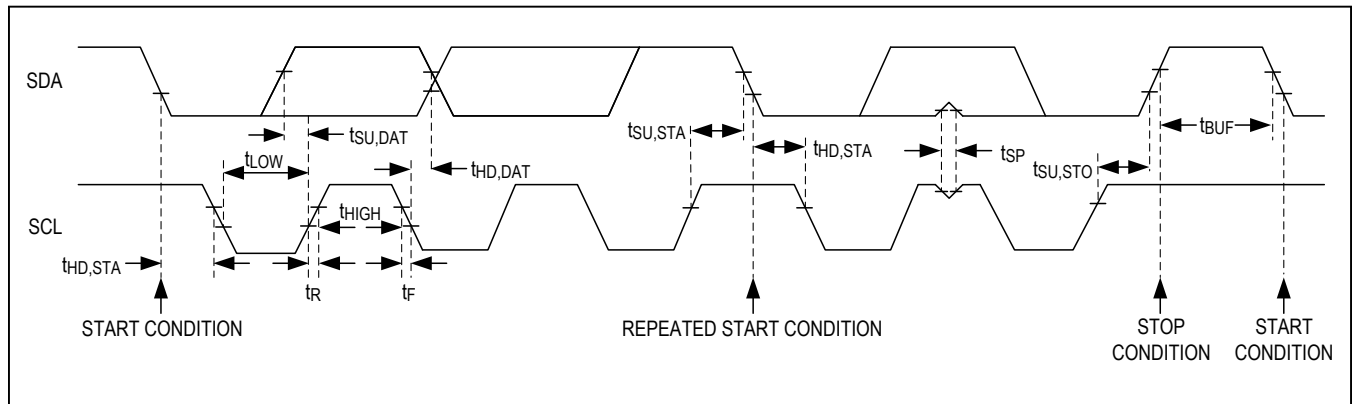 SDA
tSU,DAT
tLOW
tHD,DAT
tSU,STA
tHD,STA
tSP
tBUF
tSU,STO
SCL
tHIGH
tHD,STA
tR
tF
START CONDITION
REPEATED START CONDITION
STOP
CONDITION
START
CONDITION